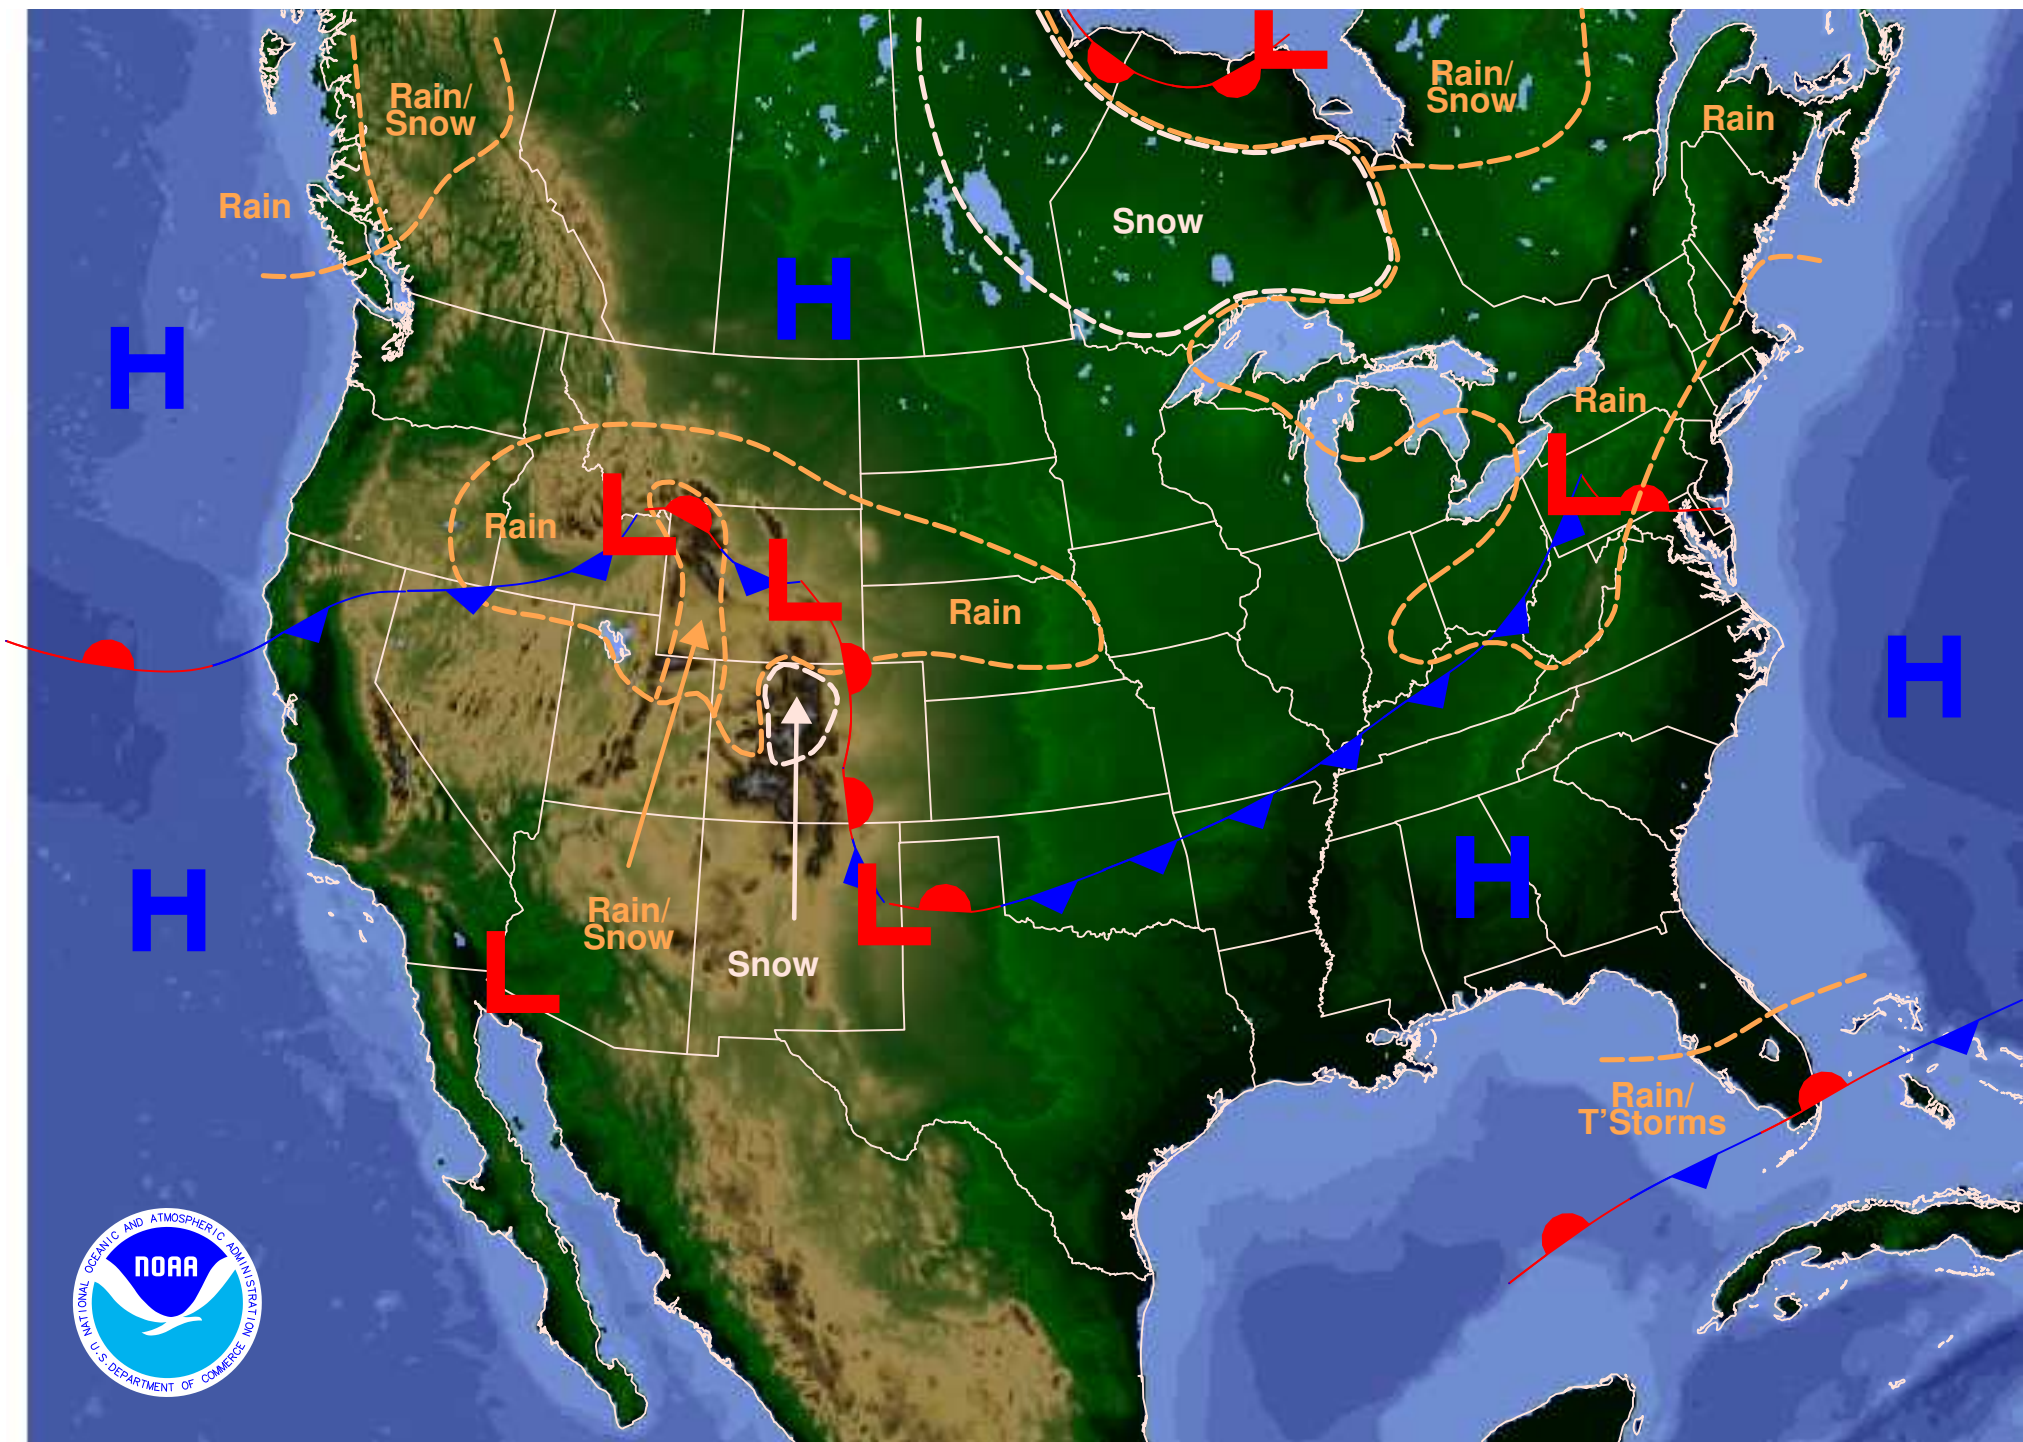 L
Rain/
Snow
Rain/
Snow
Rain
Rain
Snow
H
H
Rain
L
L
Rain
L
Rain
H
H
L
H
Rain/
Snow
L
Snow
H
Rain/
T'Storms
NOAA
NATIONAL OCEANIC AND ATMOSPHERIC ADMINISTRATION
U.S. DEPARTMENT OF COMMERCE